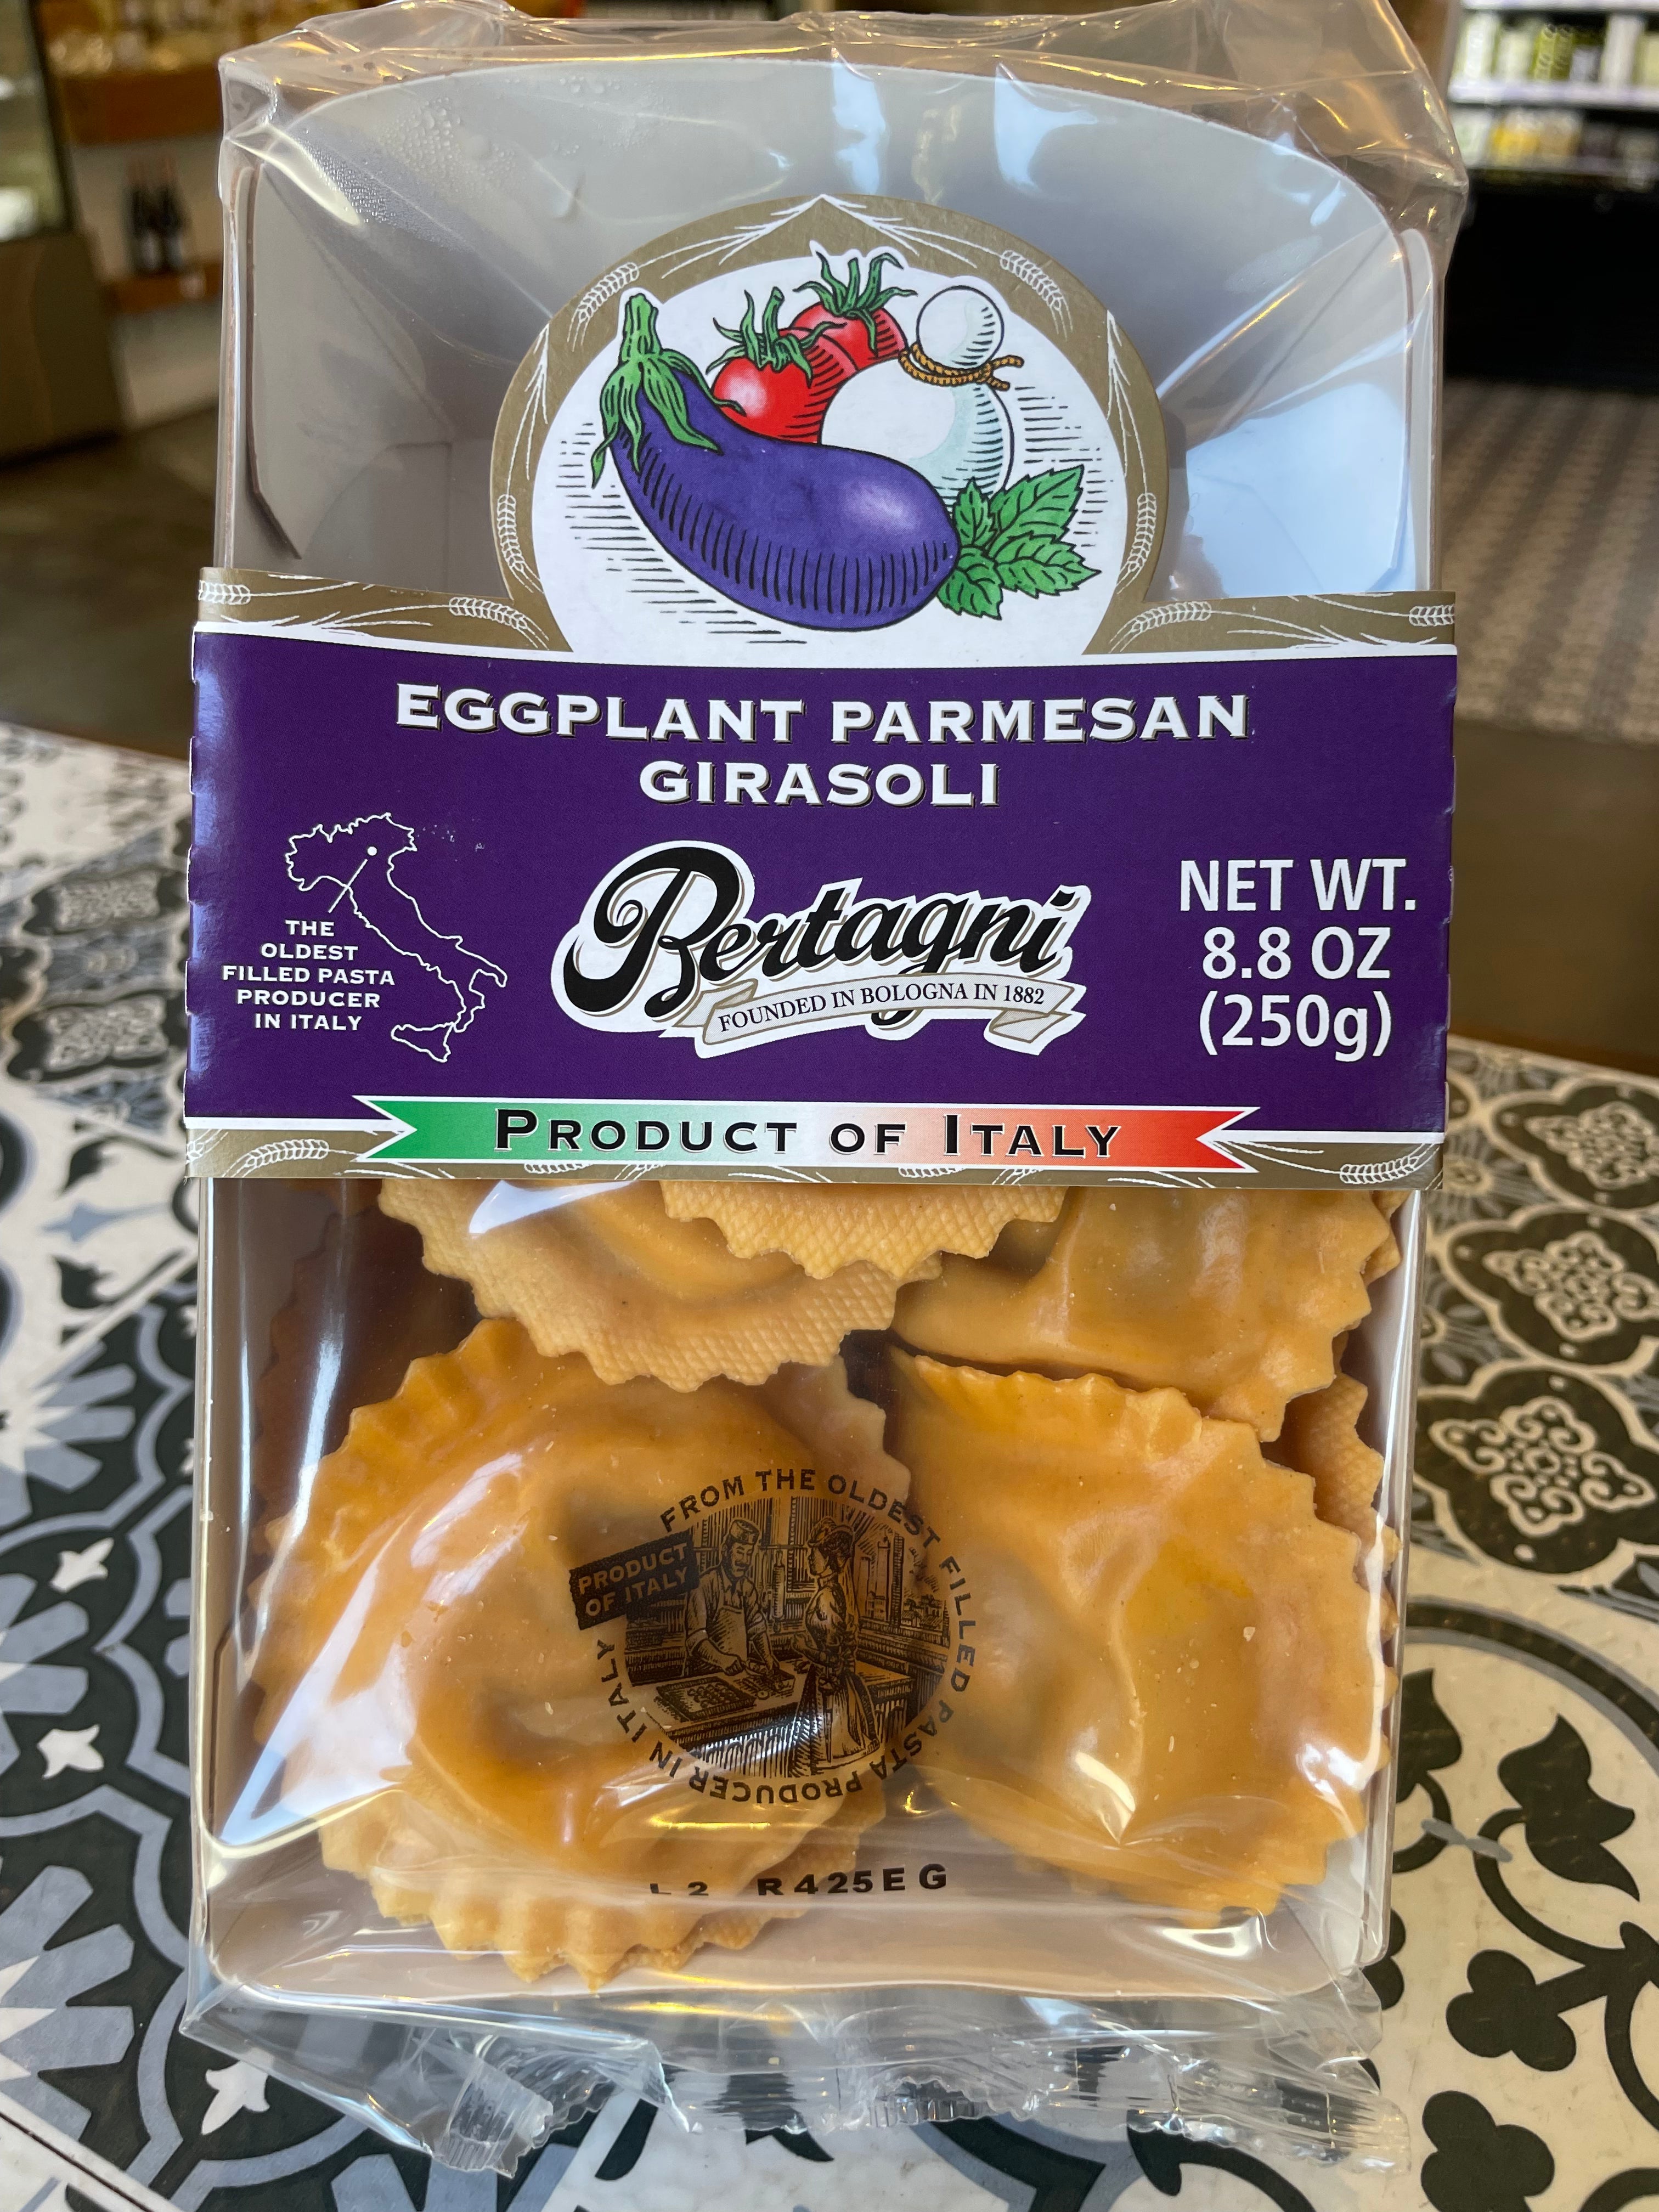 EGGPLANT PARMESAN
GIRASOLI
THE
OLDEST
FILLED PASTA
PRODUCER
IN ITALY
Bertagni
FOUNDED IN BOLOGNA IN 1882
NET WT.
8.8 OZ
(250g)
PRODUCT OF ITALY
FROM THE OLDEST FILLED PASTA PRODUCER IN ITALY
PRODUCT
OF ITALY
L2 R425EG